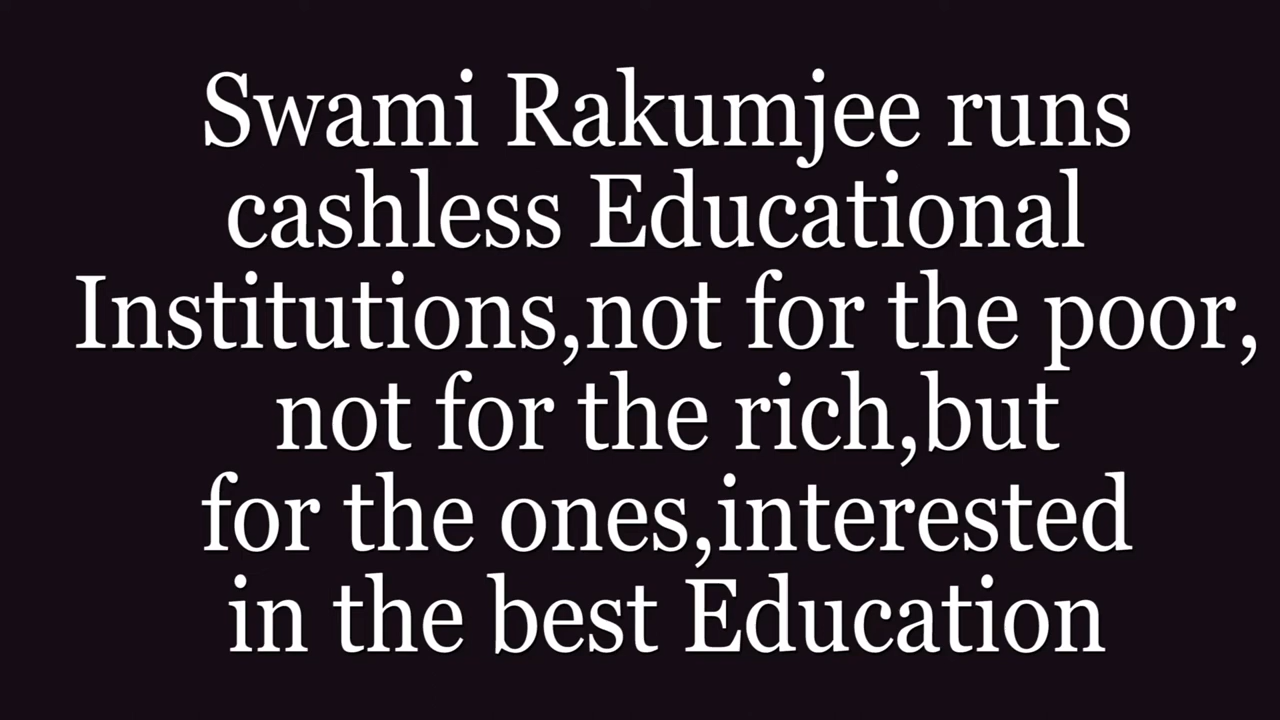 Swami Rakumjee runs
cashless Educational
Institutions,not for the poor,
not for the rich,but
for the ones,interested
in the best Education